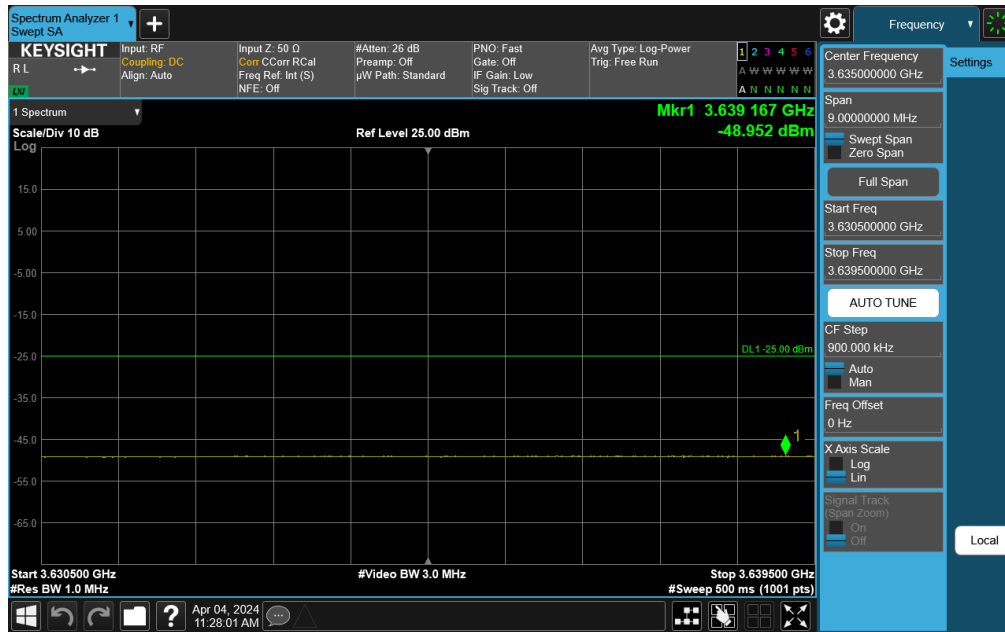 Spectrum Analyzer 1
Swept SA
Frequency
KEYSIGHT
R L
LXI
Input: RF
Coupling: DC
Align: Auto
Input Z: 50 Ω
Corr CCorr RCal
Freq Ref: Int (S)
NFE: Off
#Atten: 26 dB
Preamp: Off
µW Path: Standard
PNO: Fast
Gate: Off
IF Gain: Low
Sig Track: Off
Avg Type: Log-Power
Trig: Free Run
1 2 3 4 5 6
A W W W W W
A N N N N N
1 Spectrum
Mkr1 3.639 167 GHz
-48.952 dBm
Scale/Div 10 dB
Ref Level 25.00 dBm
Log
15.0
5.00
-5.00
-15.0
-25.0
DL1 -25.00 dBm
-35.0
-45.0
1
-55.0
-65.0
Start 3.630500 GHz
#Video BW 3.0 MHz
Stop 3.639500 GHz
#Res BW 1.0 MHz
#Sweep 500 ms (1001 pts)
?
Apr 04, 2024
11:28:01 AM
Center Frequency
3.635000000 GHz
Settings
Span
9.00000000 MHz
Swept Span
Zero Span
Full Span
Start Freq
3.630500000 GHz
Stop Freq
3.639500000 GHz
AUTO TUNE
CF Step
900.000 kHz
Auto
Man
Freq Offset
0 Hz
X Axis Scale
Log
Lin
Signal Track
(Span Zoom)
On
Off
Local